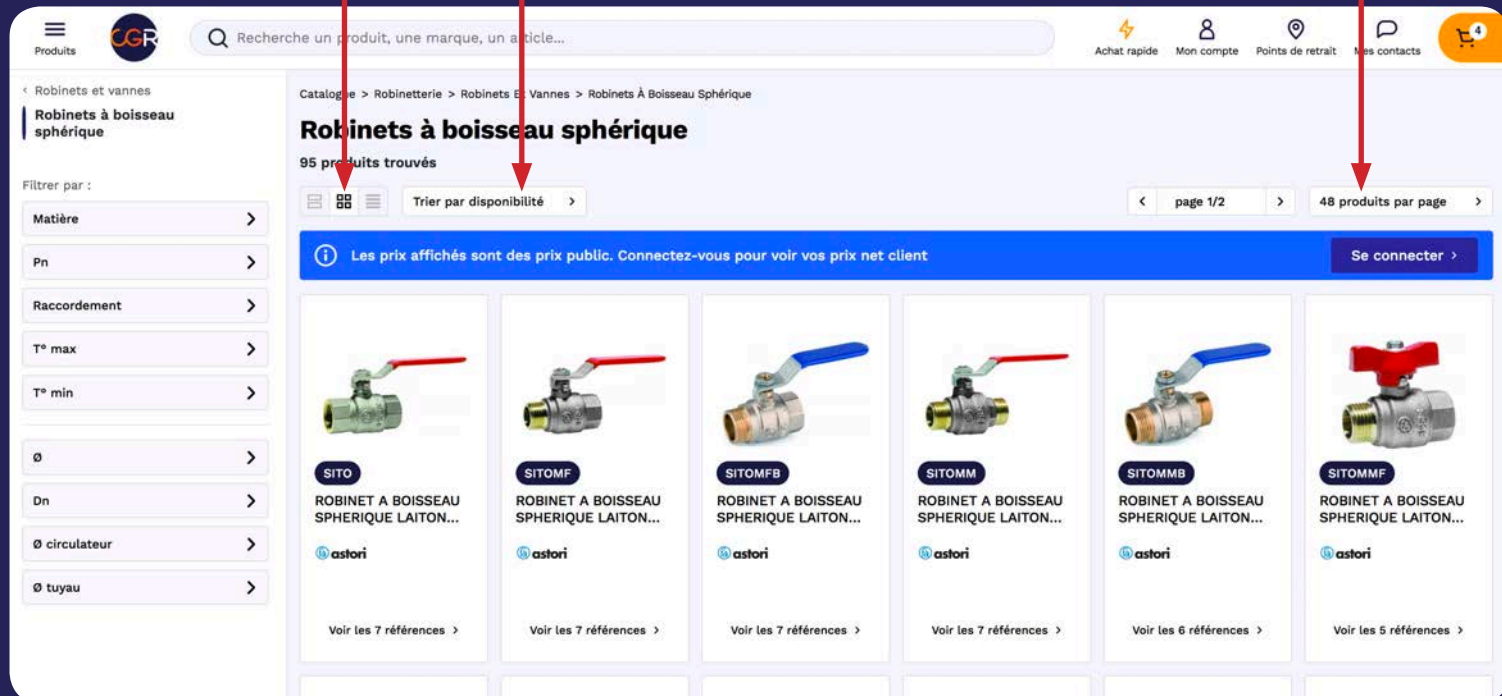 Produits
CGR
Recherche un produit, une marque, un article...
Achat rapide
Mon compte
Points de retrait
Mes contacts
4
< Robinets et vannes
Robinets à boisseau
sphérique
Filtrer par :
Matière
Pn
Raccordement
T° max
T° min
Ø
Dn
Ø circulateur
Ø tuyau
Catalogue > Robinetterie > Robinets Et Vannes > Robinets À Boisseau Sphérique
Robinets à boisseau sphérique
95 produits trouvés
Trier par disponibilité >
< page 1/2 >
48 produits par page >
Les prix affichés sont des prix public. Connectez-vous pour voir vos prix net client
Se connecter >
SITO
ROBINET A BOISSEAU
SPHERIQUE LAITON...
astori
Voir les 7 références >
SITOMF
ROBINET A BOISSEAU
SPHERIQUE LAITON...
astori
Voir les 7 références >
SITOMFB
ROBINET A BOISSEAU
SPHERIQUE LAITON...
astori
Voir les 7 références >
SITOMM
ROBINET A BOISSEAU
SPHERIQUE LAITON...
astori
Voir les 7 références >
SITOMMB
ROBINET A BOISSEAU
SPHERIQUE LAITON...
astori
Voir les 6 références >
SITOMMF
ROBINET A BOISSEAU
SPHERIQUE LAITON...
astori
Voir les 5 références >